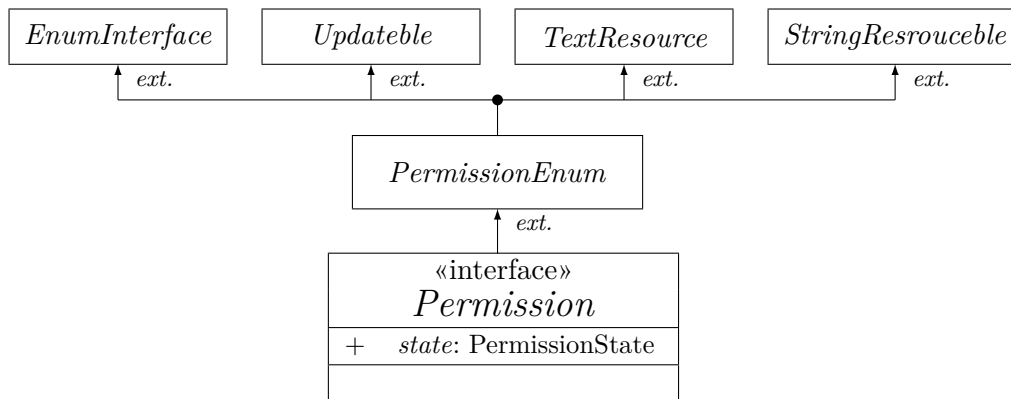 EnumInterface
Updateble
TextResource
StringResrouceble
ext.
ext.
ext.
ext.
PermissionEnum
ext.
«interface»
Permission
+ state: PermissionState